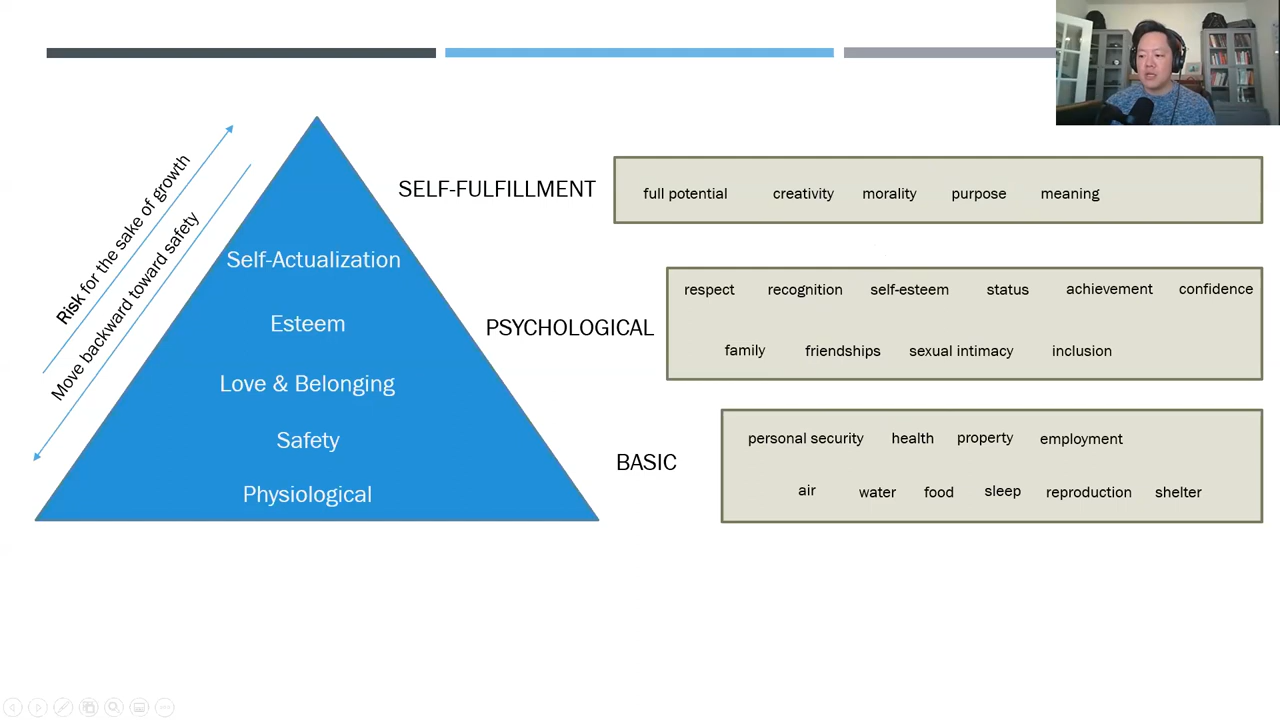 Risk for the sake of growth
Move backward toward safety
Self-Actualization
Esteem
Love & Belonging
Safety
Physiological
SELF-FULFILLMENT
full potential creativity morality purpose meaning
PSYCHOLOGICAL
respect recognition self-esteem status achievement confidence
family friendships sexual intimacy inclusion
BASIC
personal security health property employment
air water food sleep reproduction shelter